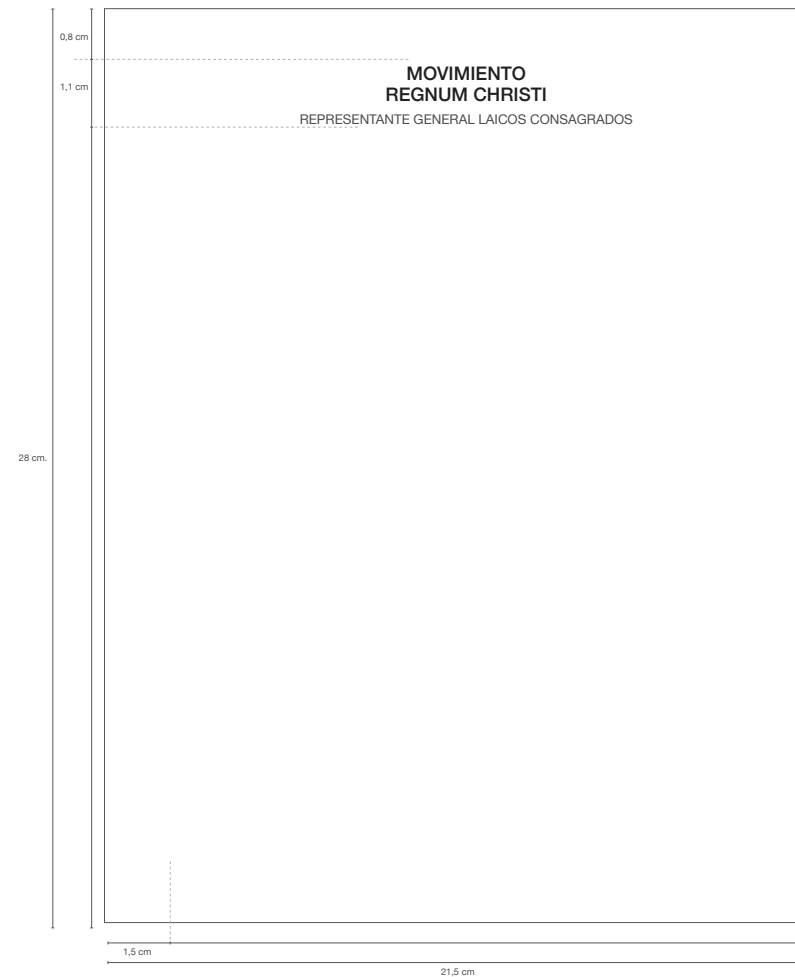 0,8 cm
1,1 cm
MOVIMIENTO
REGNUM CHRISTI
REPRESENTANTE GENERAL LAICOS CONSAGRADOS
28 cm.
1,5 cm
21,5 cm